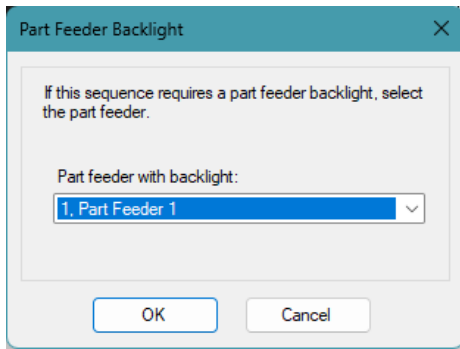 Part Feeder Backlight
If this sequence requires a part feeder backlight, select
the part feeder.
Part feeder with backlight:
1, Part Feeder 1
OK
Cancel